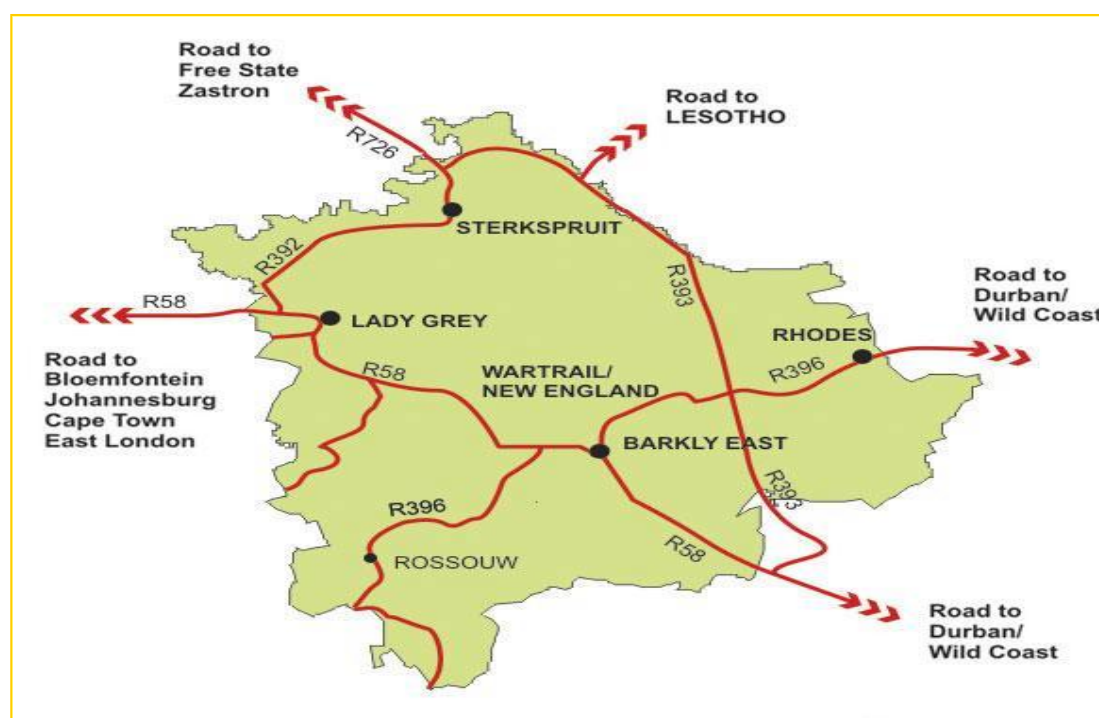 Road to
Free State
Zastron
Road to
LESOTHO
R726
STERKSPRUIT
R392
R393
Road to
Durban/
Wild Coast
R58
LADY GREY
RHODES
Road to
Bloemfontein
Johannesburg
Cape Town
East London
R58
WARTRAIL/
NEW ENGLAND
R396
BARKLY EAST
R393
R396
R58
ROSSOUW
Road to
Durban/
Wild Coast